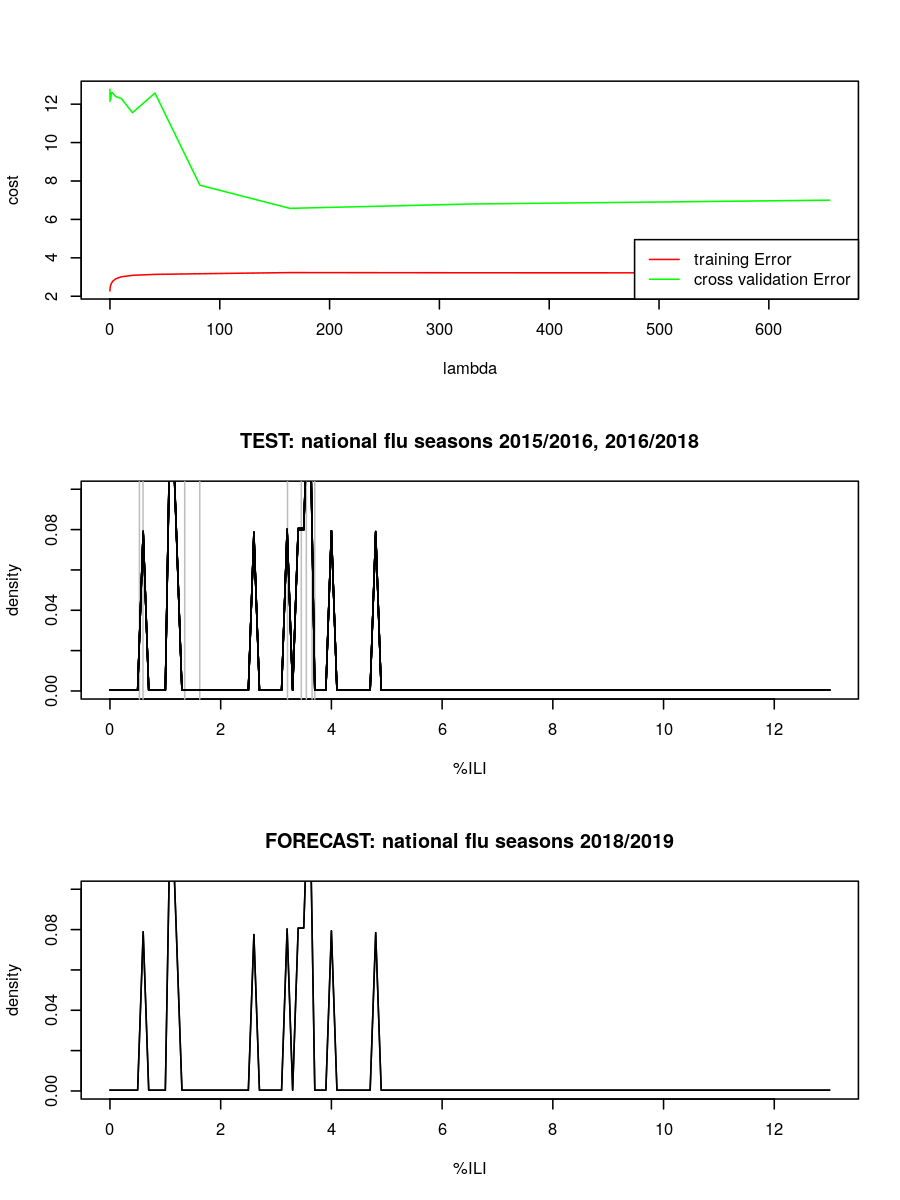 12
10
8
6
4
2
cost
training Error
cross validation Error
0 100 200 300 400 500 600
lambda
TEST: national flu seasons 2015/2016, 2016/2018
0.08
0.04
0.00
density
0 2 4 6 8 10 12
%ILI
FORECAST: national flu seasons 2018/2019
0.08
0.04
0.00
density
0 2 4 6 8 10 12
%ILI